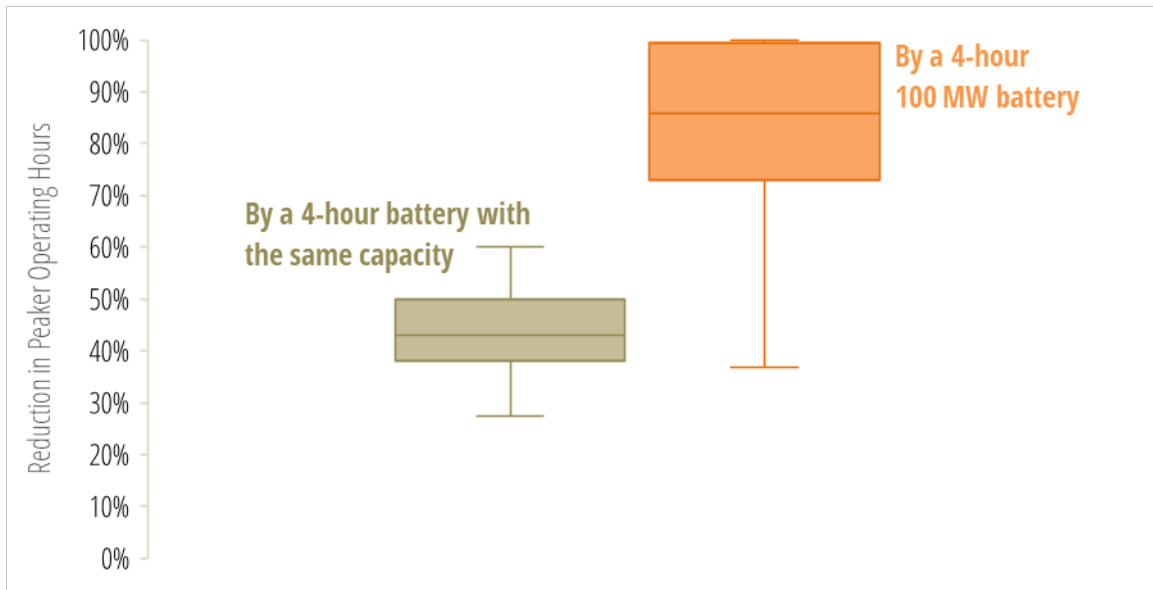 Reduction in Peaker Operating Hours
100%
90%
80%
70%
60%
50%
40%
30%
20%
10%
0%
By a 4-hour battery with
the same capacity
By a 4-hour
100 MW battery